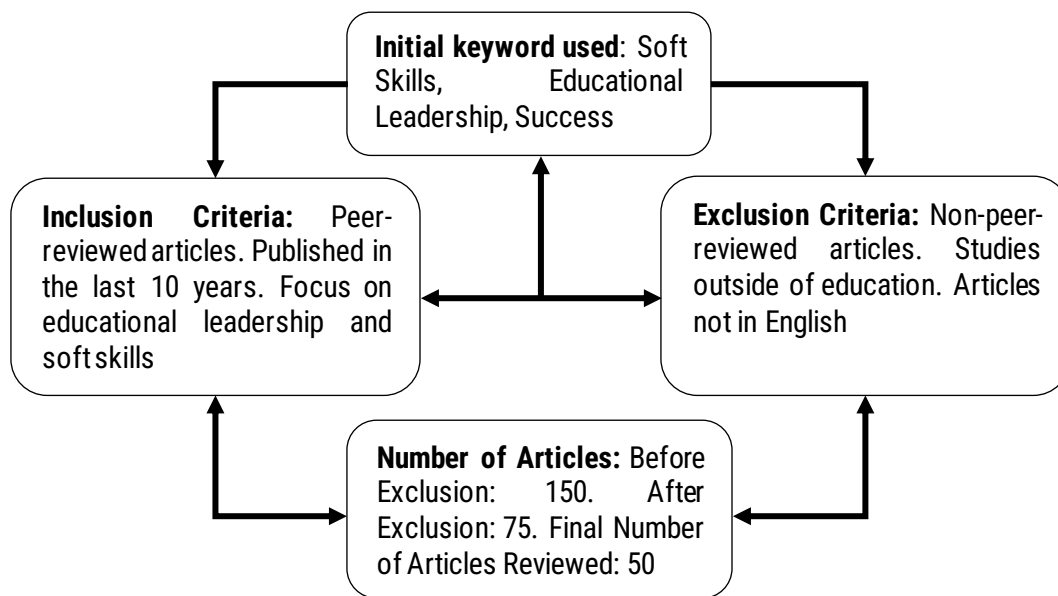 Initial keyword used: Soft
Skills, Educational
Leadership, Success
Inclusion Criteria: Peer-
reviewed articles. Published in
the last 10 years. Focus on
educational leadership and
soft skills
Exclusion Criteria: Non-peer-
reviewed articles. Studies
outside of education. Articles
not in English
Number of Articles: Before
Exclusion: 150. After
Exclusion: 75. Final Number
of Articles Reviewed: 50